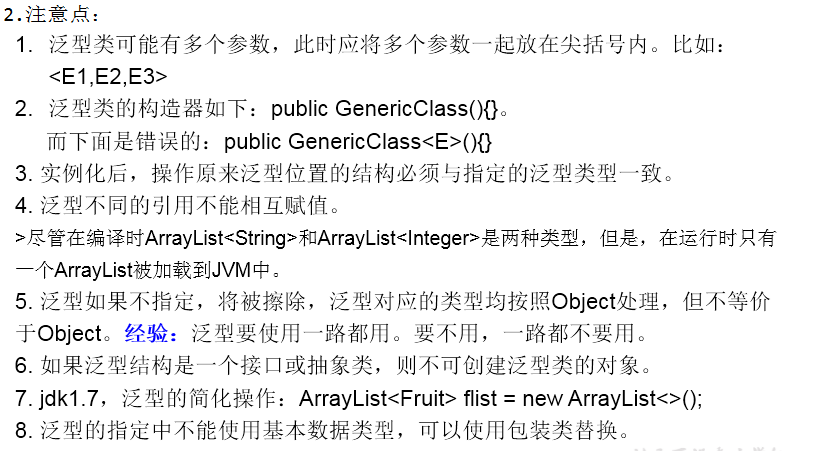 2.注意点：
1. 泛型类可能有多个参数，此时应将多个参数一起放在尖括号内。比如：
<E1,E2,E3>
2. 泛型类的构造器如下：public GenericClass(){}。
而下面是错误的：public GenericClass<E>(){}
3. 实例化后，操作原来泛型位置的结构必须与指定的泛型类型一致。
4. 泛型不同的引用不能相互赋值。
>尽管在编译时ArrayList<String>和ArrayList<Integer>是两种类型，但是，在运行时只有
一个ArrayList被加载到JVM中。
5. 泛型如果不指定，将被擦除，泛型对应的类型均按照Object处理，但不等价
于Object。经验：泛型要使用一路都用。要不用，一路都不要用。
6. 如果泛型结构是一个接口或抽象类，则不可创建泛型类的对象。
7. jdk1.7，泛型的简化操作：ArrayList<Fruit> flist = new ArrayList<>();
8. 泛型的指定中不能使用基本数据类型，可以使用包装类替换。